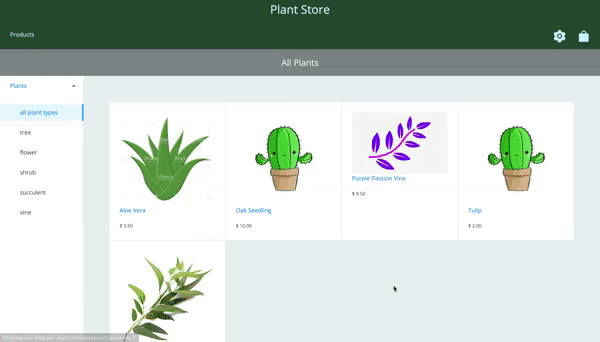 Plant Store
Products
All Plants
Plants
all plant types
tree
flower
shrub
succulent
vine
Aloe Vera
$ 3.50
Oak Seedling
$ 10.00
Purple Passion Vine
$ 9.50
Tulip
$ 2.00